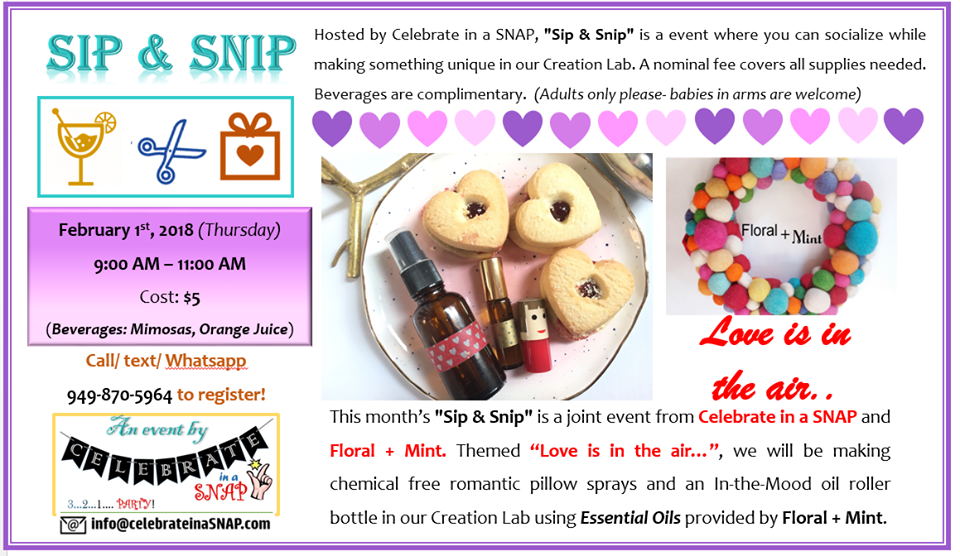 SIP & SNIP
Hosted by Celebrate in a SNAP, "Sip & Snip" is a event where you can socialize while
making something unique in our Creation Lab. A nominal fee covers all supplies needed.
Beverages are complimentary. (Adults only please- babies in arms are welcome)
February 1st, 2018 (Thursday)
9:00 AM – 11:00 AM
Cost: $5
(Beverages: Mimosas, Orange Juice)
Call/ text/ Whatsapp
949-870-5964 to register!
An event by
CELEBRATE
in a
SNAP
3...2...1.... PARTY!
info@celebrateinaSNAP.com
Floral + Mint
Love is in
the air..
This month's "Sip & Snip" is a joint event from Celebrate in a SNAP and
Floral + Mint. Themed "Love is in the air...", we will be making
chemical free romantic pillow sprays and an In-the-Mood oil roller
bottle in our Creation Lab using Essential Oils provided by Floral + Mint.